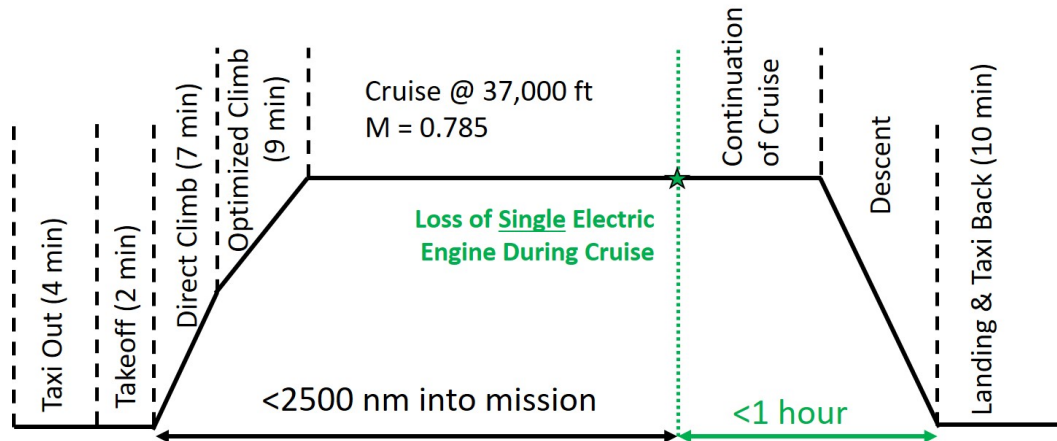 Taxi Out (4 min)
Takeoff (2 min)
Direct Climb (7 min)
Optimized Climb
(9 min)
Cruise @ 37,000 ft
M = 0.785
Loss of Single Electric
Engine During Cruise
Continuation
of Cruise
Descent
Landing & Taxi Back (10 min)
<2500 nm into mission
<1 hour